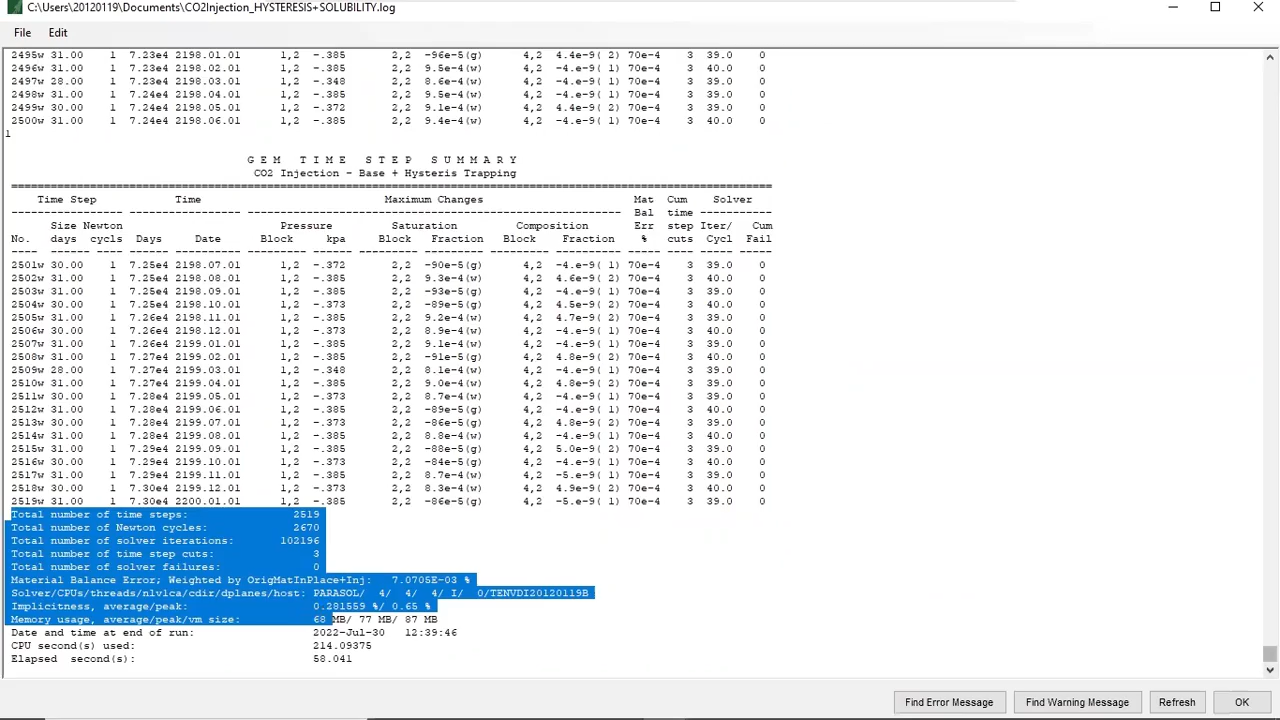 C:\Users\20120119\Documents\CO2Injection_HYSTERESIS+SOLUBILITY.log
File Edit
2495w 31.00 1 7.23e4 2198.01.01 1,2 -.385 2,2 -96e-5(g) 4,2 4.4e-9( 2) 70e-4 3 39.0 0
2496w 31.00 1 7.23e4 2198.02.01 1,2 -.385 2,2 9.5e-4(w) 4,2 -4.e-9( 1) 70e-4 3 40.0 0
2497w 28.00 1 7.23e4 2198.03.01 1,2 -.348 2,2 8.6e-4(w) 4,2 -4.e-9( 1) 70e-4 3 39.0 0
2498w 31.00 1 7.24e4 2198.04.01 1,2 -.385 2,2 9.5e-4(w) 4,2 -4.e-9( 1) 70e-4 3 40.0 0
2499w 30.00 1 7.24e4 2198.05.01 1,2 -.372 2,2 9.1e-4(w) 4,2 4.4e-9( 2) 70e-4 3 39.0 0
2500w 31.00 1 7.24e4 2198.06.01 1,2 -.385 2,2 9.4e-4(w) 4,2 -4.e-9( 1) 70e-4 3 40.0 0
1
G E M T I M E S T E P S U M M A R Y
CO2 Injection - Base + Hysteris Trapping
Time Step Time Maximum Changes Mat Cum Solver
Bal time
Size Newton Pressure Saturation Composition Err step Iter/ Cum
No. days cycls Days Date Block kpa Block Fraction Block Fraction % cuts Cycl Fail
2501w 30.00 1 7.25e4 2198.07.01 1,2 -.372 2,2 -90e-5(g) 4,2 -4.e-9( 1) 70e-4 3 39.0 0
2502w 31.00 1 7.25e4 2198.08.01 1,2 -.385 2,2 9.3e-4(w) 4,2 4.6e-9( 2) 70e-4 3 40.0 0
2503w 31.00 1 7.25e4 2198.09.01 1,2 -.385 2,2 -93e-5(g) 4,2 -4.e-9( 1) 70e-4 3 39.0 0
2504w 30.00 1 7.25e4 2198.10.01 1,2 -.373 2,2 -89e-5(g) 4,2 4.5e-9( 2) 70e-4 3 40.0 0
2505w 31.00 1 7.26e4 2198.11.01 1,2 -.385 2,2 9.2e-4(w) 4,2 4.7e-9( 2) 70e-4 3 39.0 0
2506w 30.00 1 7.26e4 2198.12.01 1,2 -.373 2,2 8.9e-4(w) 4,2 -4.e-9( 1) 70e-4 3 40.0 0
2507w 31.00 1 7.26e4 2199.01.01 1,2 -.385 2,2 9.1e-4(w) 4,2 -4.e-9( 1) 70e-4 3 39.0 0
2508w 31.00 1 7.27e4 2199.02.01 1,2 -.385 2,2 -91e-5(g) 4,2 4.8e-9( 2) 70e-4 3 40.0 0
2509w 28.00 1 7.27e4 2199.03.01 1,2 -.348 2,2 8.1e-4(w) 4,2 -4.e-9( 1) 70e-4 3 39.0 0
2510w 31.00 1 7.27e4 2199.04.01 1,2 -.385 2,2 9.0e-4(w) 4,2 4.8e-9( 2) 70e-4 3 40.0 0
2511w 30.00 1 7.28e4 2199.05.01 1,2 -.373 2,2 8.7e-4(w) 4,2 -4.e-9( 1) 70e-4 3 39.0 0
2512w 31.00 1 7.28e4 2199.06.01 1,2 -.385 2,2 -89e-5(g) 4,2 -4.e-9( 1) 70e-4 3 40.0 0
2513w 30.00 1 7.28e4 2199.07.01 1,2 -.373 2,2 -86e-5(g) 4,2 4.8e-9( 2) 70e-4 3 39.0 0
2514w 31.00 1 7.28e4 2199.08.01 1,2 -.385 2,2 8.8e-4(w) 4,2 -4.e-9( 1) 70e-4 3 40.0 0
2515w 31.00 1 7.29e4 2199.09.01 1,2 -.385 2,2 -88e-5(g) 4,2 5.0e-9( 2) 70e-4 3 39.0 0
2516w 30.00 1 7.29e4 2199.10.01 1,2 -.373 2,2 -84e-5(g) 4,2 -4.e-9( 1) 70e-4 3 40.0 0
2517w 31.00 1 7.29e4 2199.11.01 1,2 -.385 2,2 8.7e-4(w) 4,2 -5.e-9( 1) 70e-4 3 39.0 0
2518w 30.00 1 7.30e4 2199.12.01 1,2 -.373 2,2 8.3e-4(w) 4,2 4.9e-9( 2) 70e-4 3 40.0 0
2519w 31.00 1 7.30e4 2200.01.01 1,2 -.385 2,2 -86e-5(g) 4,2 -5.e-9( 1) 70e-4 3 39.0 0
Total number of time steps: 2519
Total number of Newton cycles: 2670
Total number of solver iterations: 102196
Total number of time step cuts: 3
Total number of solver failures: 0
Material Balance Error; Weighted by OrigMatInPlace+Inj: 7.0705E-03 %
Solver/CPUs/threads/nlvlca/cdir/dplanes/host: PARASOL/ 4/ 4/ 4/ I/ 0/TENVDI20120119B
Implicitness, average/peak: 0.281559 %/ 0.65 %
Memory usage, average/peak/vm size: 68 MB/ 77 MB/ 87 MB
Date and time at end of run: 2022-Jul-30 12:39:46
CPU second(s) used: 214.09375
Elapsed second(s): 58.041
Find Error Message Find Warning Message Refresh OK